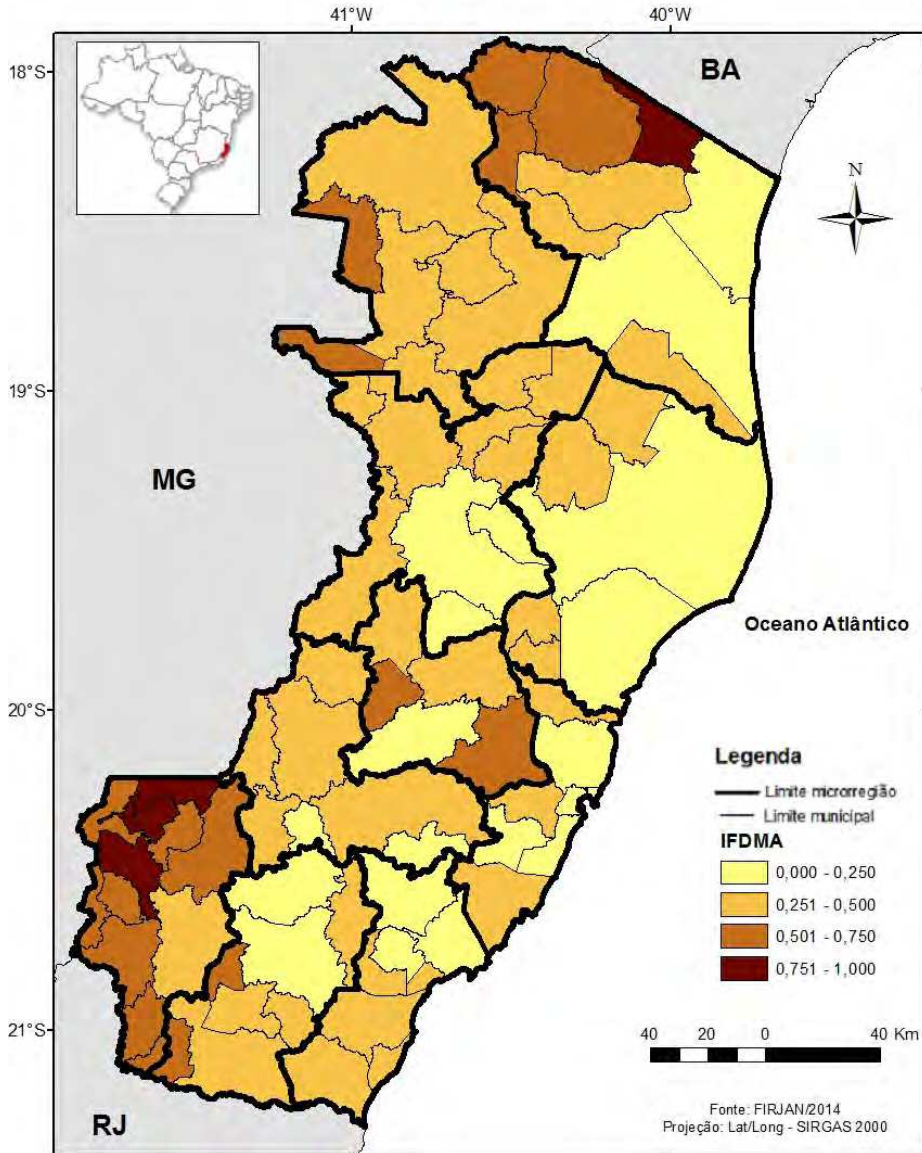 41°W
40°W
18°S
BA
N
19°S
MG
Oceano Atlântico
20°S
Legenda
Limite microrregião
Limite municipal
IFDMA
0,000 - 0,250
0,251 - 0,500
0,501 - 0,750
0,751 - 1,000
21°S
40 20 0 40 Km
RJ
Fonte: FIRJAN/2014
Projeção: Lat/Long - SIRGAS 2000